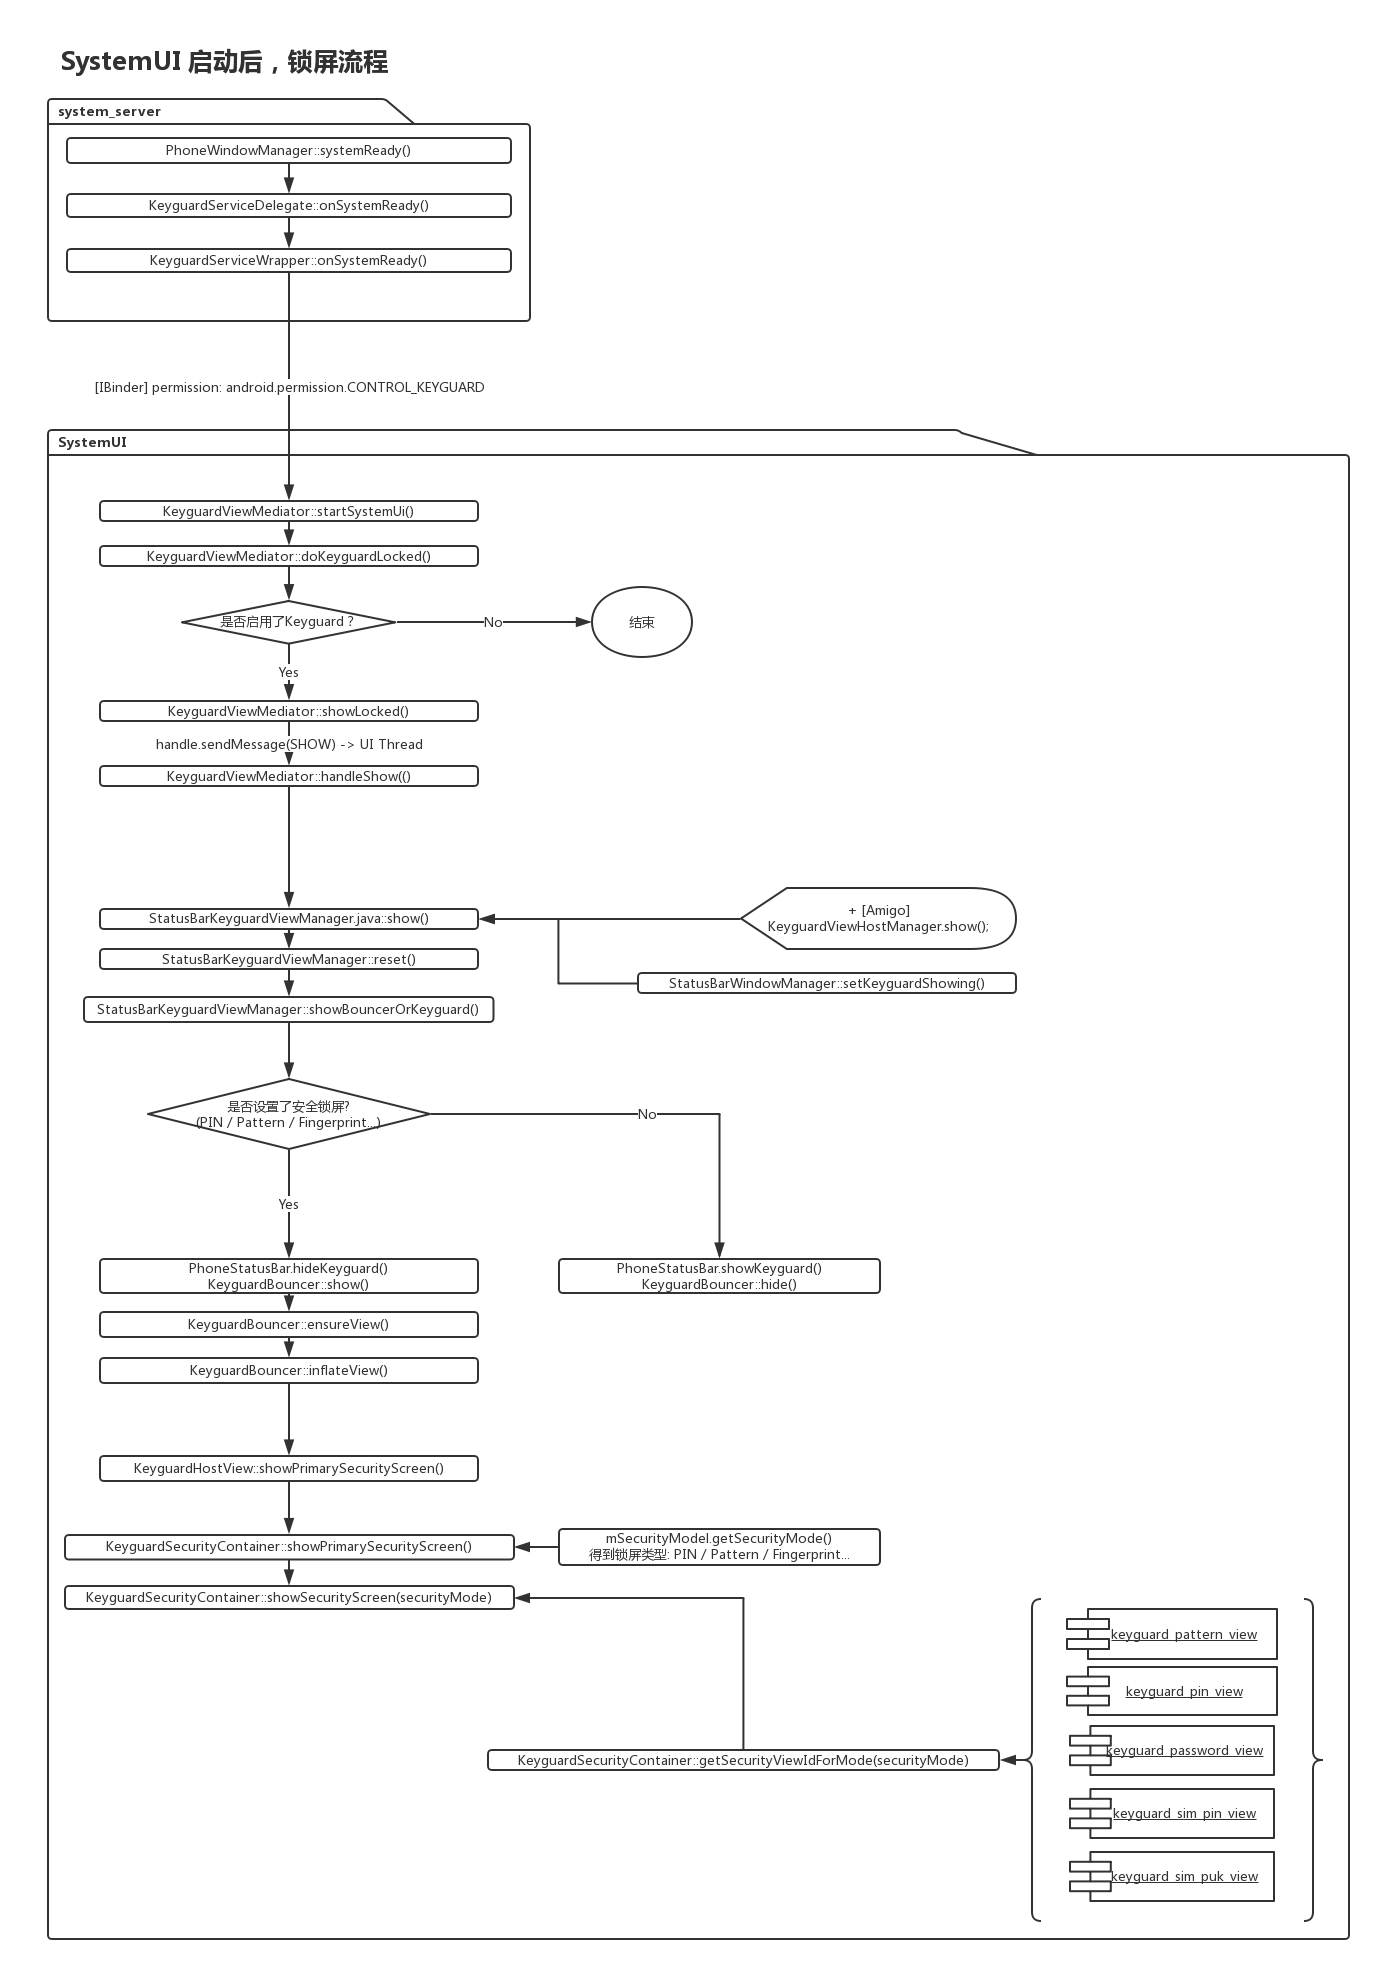 SystemUI 启动后，锁屏流程
system_server
PhoneWindowManager::systemReady()
KeyguardServiceDelegate::onSystemReady()
KeyguardServiceWrapper::onSystemReady()
[IBinder] permission: android.permission.CONTROL_KEYGUARD
SystemUI
KeyguardViewMediator::startSystemUi()
KeyguardViewMediator::doKeyguardLocked()
是否启用了Keyguard ?
No
结束
Yes
KeyguardViewMediator::showLocked()
handle.sendMessage(SHOW) -> UI Thread
KeyguardViewMediator::handleShow(()
+ [Amigo]
KeyguardViewHostManager.show();
StatusBarKeyguardViewManager.java::show()
StatusBarKeyguardViewManager::reset()
StatusBarWindowManager::setKeyguardShowing()
StatusBarKeyguardViewManager::showBouncerOrKeyguard()
是否设置了安全锁屏?
(PIN / Pattern / Fingerprint...)
No
Yes
PhoneStatusBar.hideKeyguard()
KeyguardBouncer::show()
PhoneStatusBar.showKeyguard()
KeyguardBouncer::hide()
KeyguardBouncer::ensureView()
KeyguardBouncer::inflateView()
KeyguardHostView::showPrimarySecurityScreen()
KeyguardSecurityContainer::showPrimarySecurityScreen()
mSecurityModel.getSecurityMode()
得到锁屏类型: PIN / Pattern / Fingerprint...
KeyguardSecurityContainer::showSecurityScreen(securityMode)
keyguard_pattern_view
keyguard_pin_view
keyguard_password_view
KeyguardSecurityContainer::getSecurityViewIdForMode(securityMode)
keyguard_sim_pin_view
keyguard_sim_puk_view